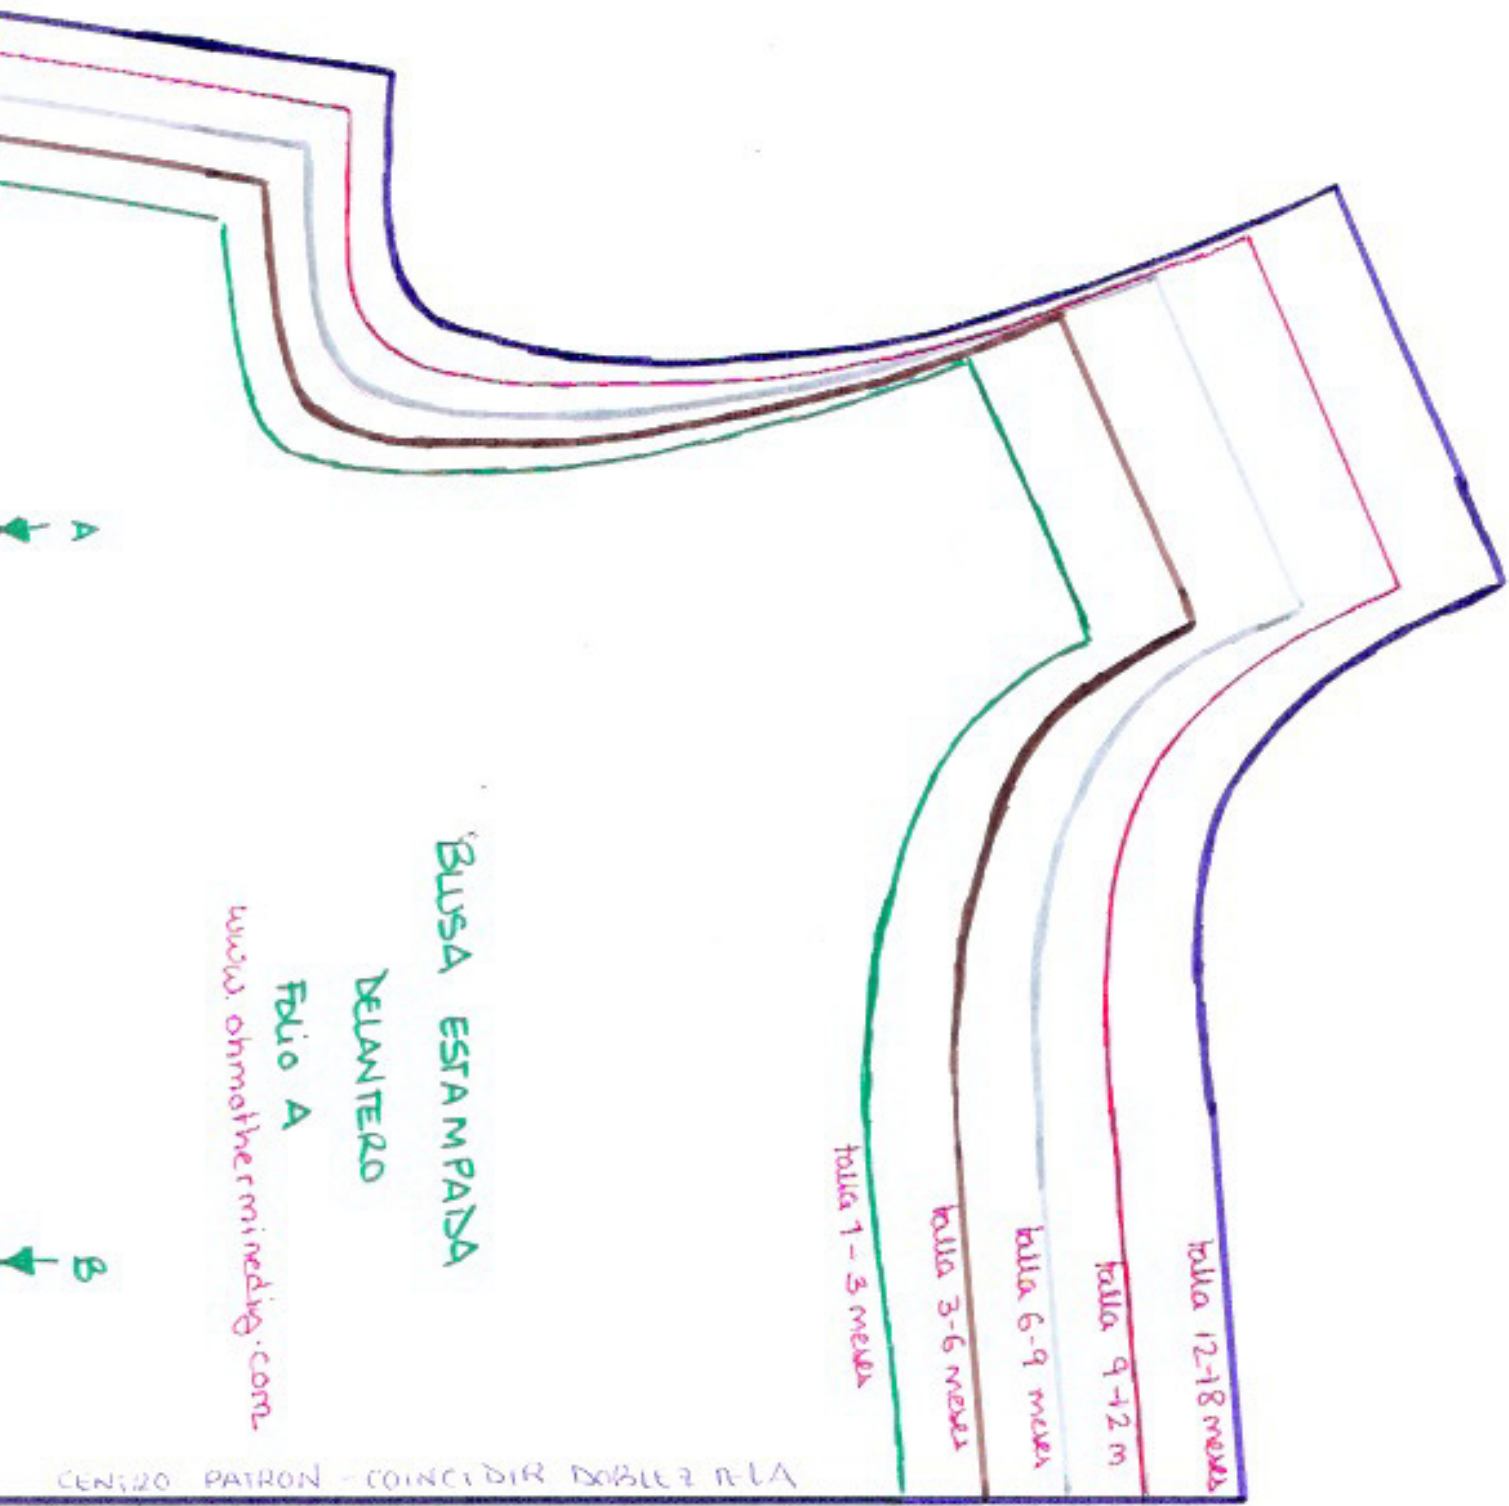 BLUSA ESTAMPADA
DELANTERO
FOLIO A
www.ohmotherminediy.com
A
B
talla 1-3 meses
talla 3-6 meses
talla 6-9 meses
talla 9-12 m
talla 12-18 meses
CENTRO PATRON - COINCIDIR DOBLEZ TELA